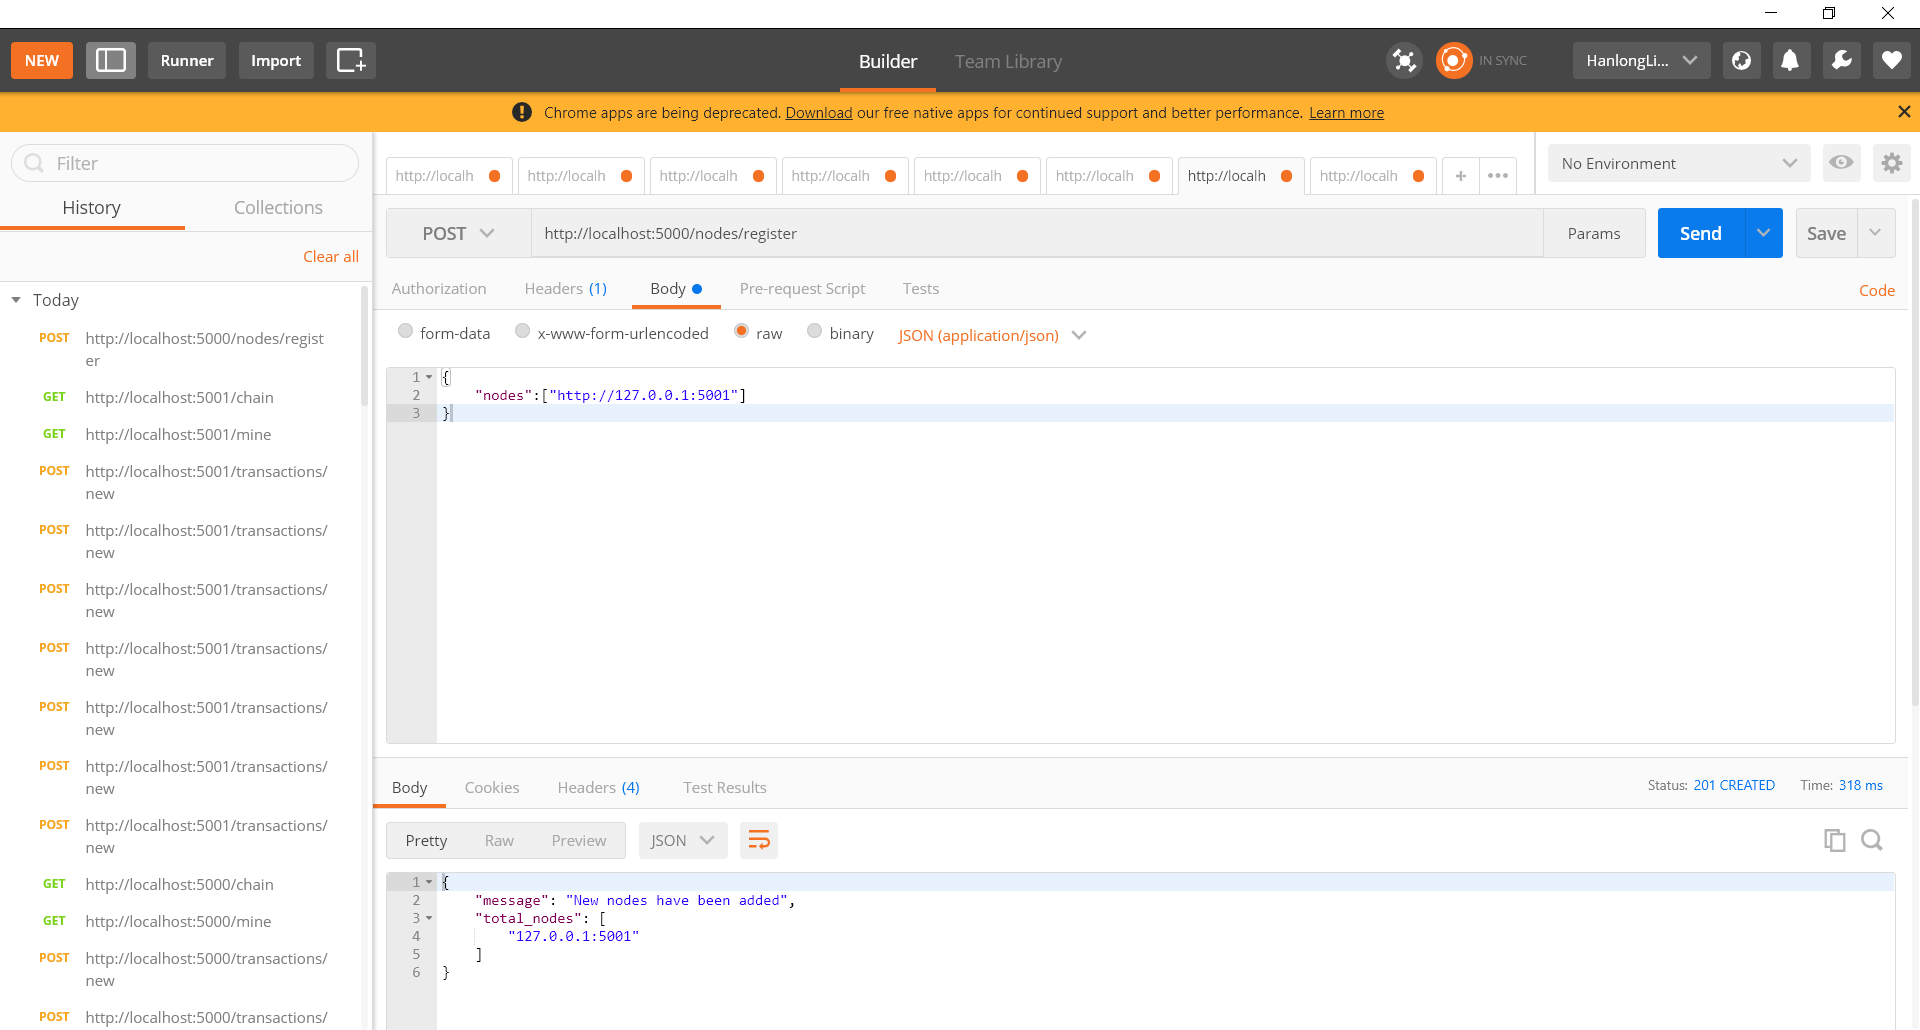 NEW
Runner
Import
Builder
Team Library
IN SYNC
HanlongLi...
Chrome apps are being deprecated. Download our free native apps for continued support and better performance. Learn more
Filter
History
Collections
Clear all
Today
POST http://localhost:5000/nodes/regist
er
GET http://localhost:5001/chain
GET http://localhost:5001/mine
POST http://localhost:5001/transactions/
new
POST http://localhost:5001/transactions/
new
POST http://localhost:5001/transactions/
new
POST http://localhost:5001/transactions/
new
POST http://localhost:5001/transactions/
new
POST http://localhost:5001/transactions/
new
POST http://localhost:5001/transactions/
new
GET http://localhost:5000/chain
GET http://localhost:5000/mine
POST http://localhost:5000/transactions/
new
POST http://localhost:5000/transactions/
http://localh
http://localh
http://localh
http://localh
http://localh
http://localh
http://localh
http://localh
+
•••
No Environment
POST
http://localhost:5000/nodes/register
Params
Send
Save
Authorization
Headers (1)
Body
Pre-request Script
Tests
Code
form-data
x-www-form-urlencoded
raw
binary
JSON (application/json)
1 {
2 "nodes":["http://127.0.0.1:5001"]
3 }
Body
Cookies
Headers (4)
Test Results
Status: 201 CREATED
Time: 318 ms
Pretty
Raw
Preview
JSON
1 {
2 "message": "New nodes have been added",
3 "total_nodes": [
4 "127.0.0.1:5001"
5 ]
6 }